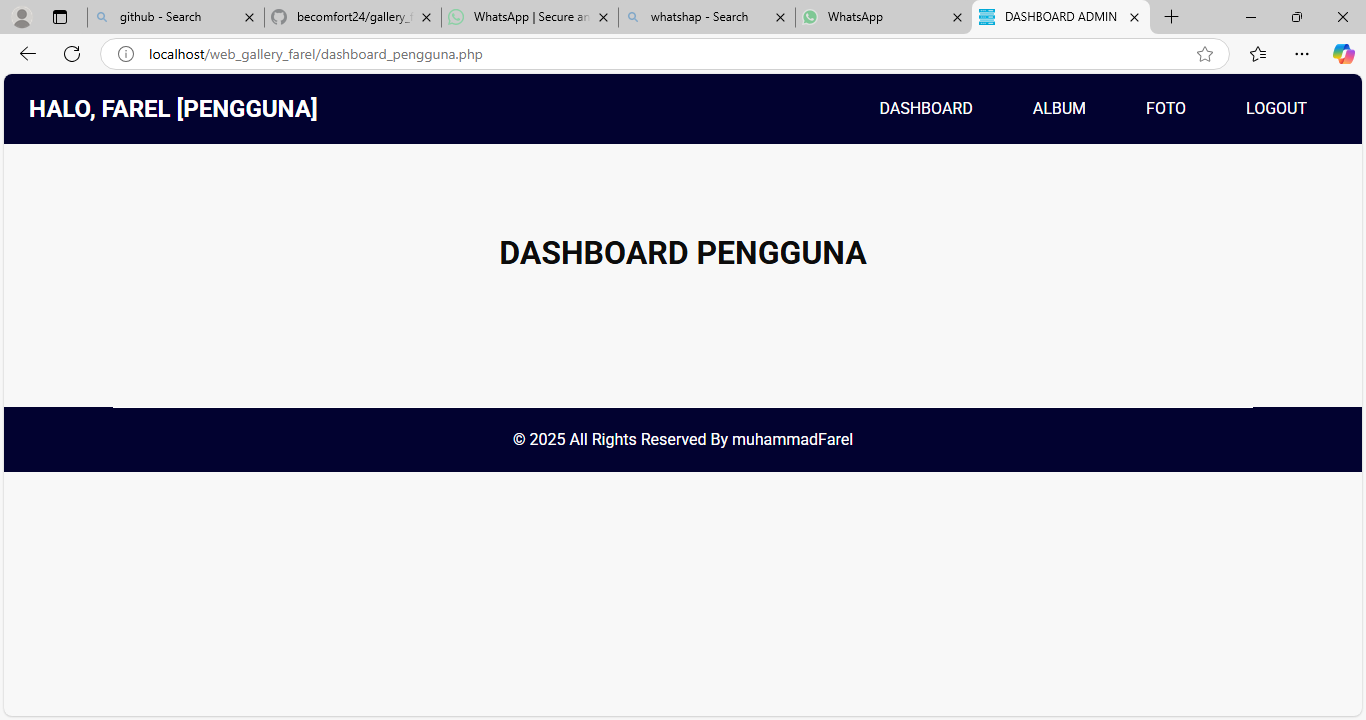 github - Search
becomfort24/gallery_f
WhatsApp | Secure an
whatshap - Search
WhatsApp
DASHBOARD ADMIN
localhost/web_gallery_farel/dashboard_pengguna.php
HALO, FAREL [PENGGUNA]
DASHBOARD
ALBUM
FOTO
LOGOUT
DASHBOARD PENGGUNA
© 2025 All Rights Reserved By muhammadFarel